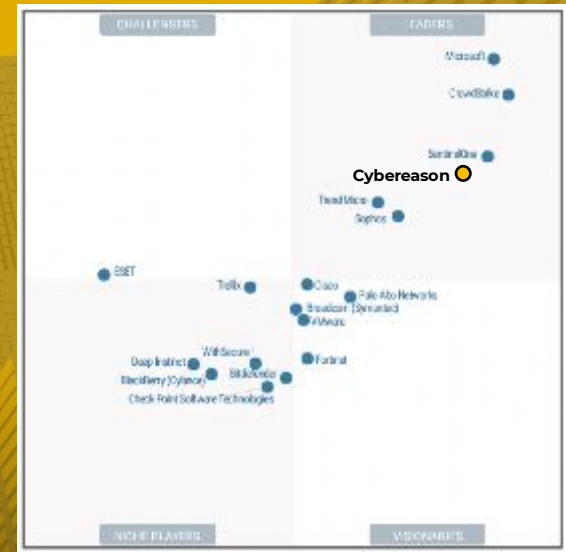 CHALLENGERS
LEADERS
Microsoft
CrowdStrike
SentinelOne
Cybereason
Trend Micro
Sophos
ESET
Trellix
Cisco
Palo Alto Networks
Broadcom (Symantec)
VMware
WithSecure
Fortinet
Deep Instinct
BlackBerry (Cylance)
Bitdefender
Check Point Software Technologies
NICHE PLAYERS
VISIONARIES